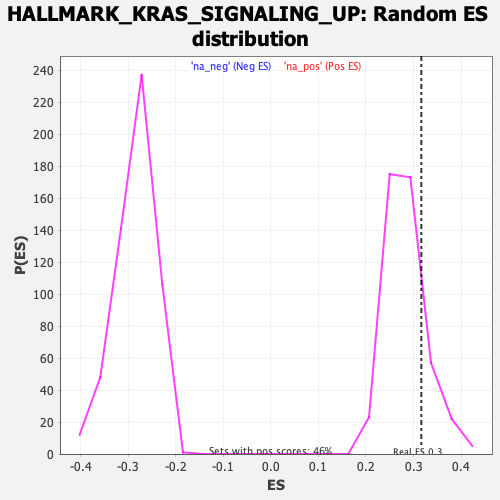 HALLMARK_KRAS_SIGNALING_UP: Random ES
distribution
'na_neg' (Neg ES) 'na_pos' (Pos ES)
240
220
200
180
160
140
120
100
80
60
40
20
0
P(ES)
Sets with pos scores: 46%
Real ES 0.3
-0.4 -0.3 -0.2 -0.1 0.0 0.1 0.2 0.3 0.4
ES